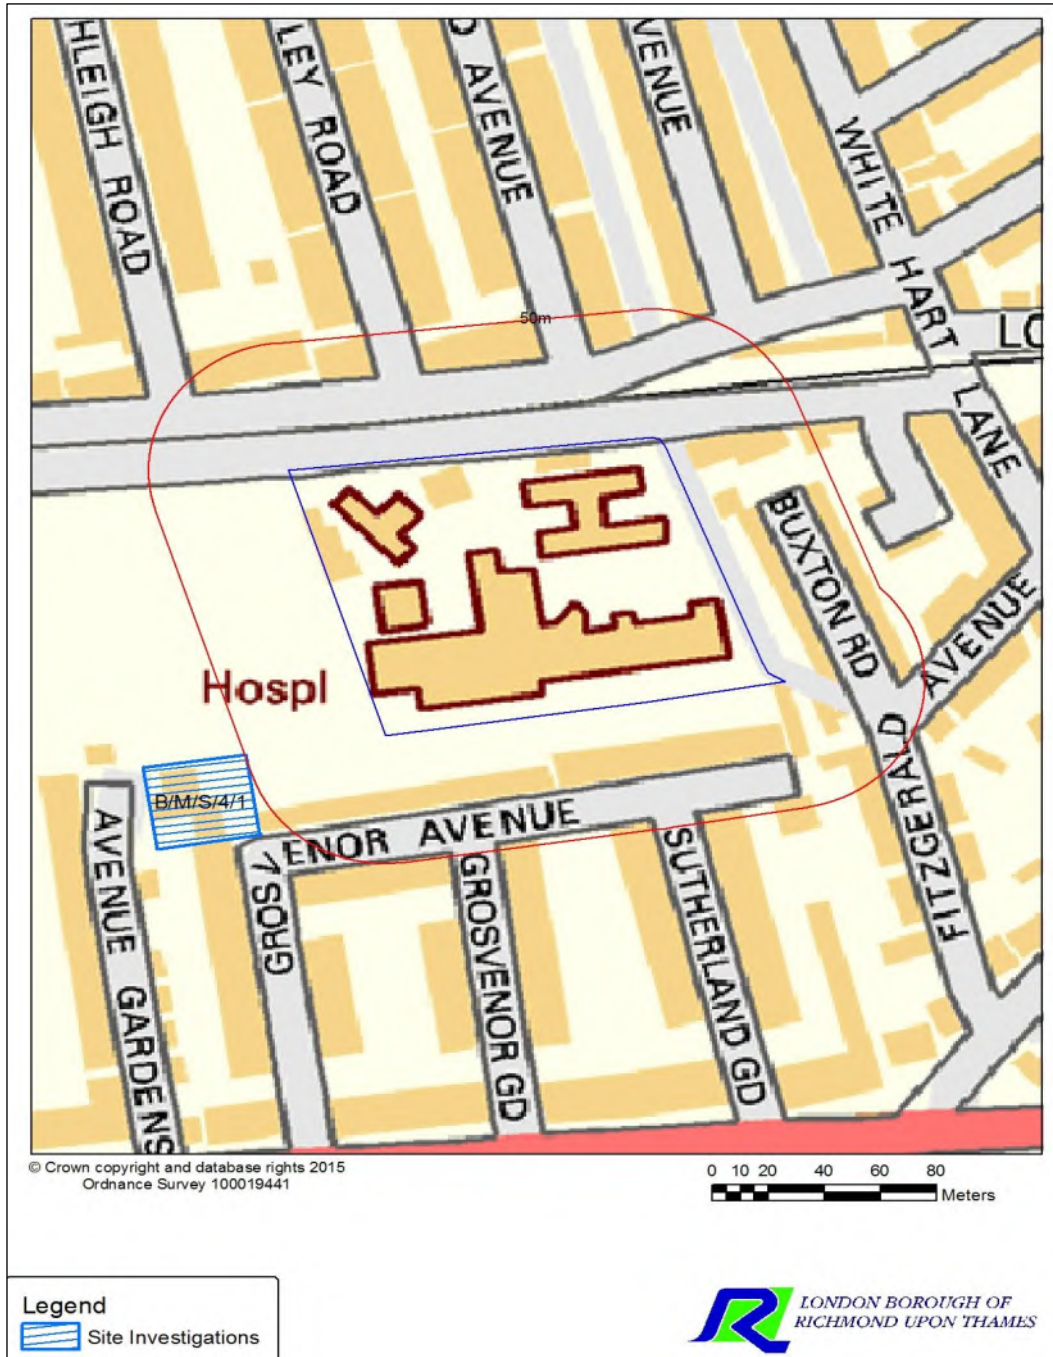 HLEIGH ROAD
LEY ROAD
D AVENUE
VENUE
WHITE HART LANE
50m
LO
BUXTON RD
AVENUE
Hospl
FITZGERALD
B/M/S/4/1
AVENUE GARDENS
GROSV
ENOR AVENUE
GROSVENOR GD
SUTHERLAND GD
© Crown copyright and database rights 2015
Ordnance Survey 100019441
0 10 20 40 60 80
Meters
Legend
Site Investigations
LONDON BOROUGH OF
RICHMOND UPON THAMES